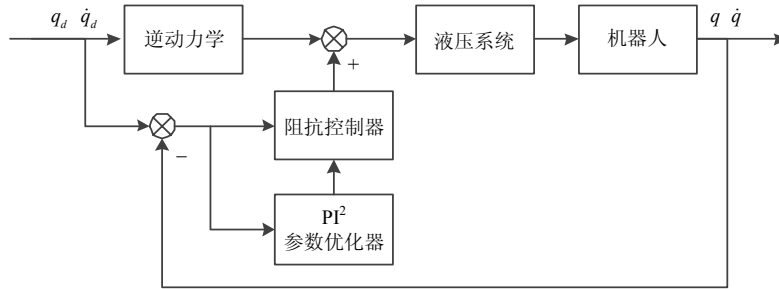 q_d q̇_d
逆动力学
液压系统
机器人
q q̇
+
阻抗控制器
−
PI²
参数优化器